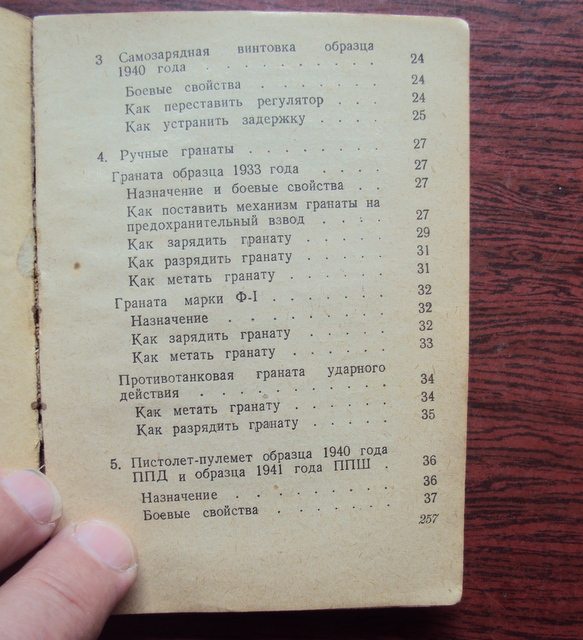 3 Самозарядная винтовка образца
1940 года . . . . . . . . . . 24
Боевые свойства . . . . . . . 24
Как переставить регулятор . . . 24
Как устранить задержку . . . . 25
4. Ручные гранаты . . . . . . . . 27
Граната образца 1933 года . . . . 27
Назначение и боевые свойства . . 27
Как поставить механизм гранаты на
предохранительный взвод . . . . 27
Как зарядить гранату . . . . . 29
Как разрядить гранату . . . . . 31
Как метать гранату . . . . . . 31
Граната марки Ф-I . . . . . . . 32
Назначение . . . . . . . . . 32
Как зарядить гранату . . . . . 32
Как метать гранату . . . . . . 33
Противотанковая граната ударного
действия . . . . . . . . . . 34
Как метать гранату . . . . . . 34
Как разрядить гранату . . . . . 35
5. Пистолет-пулемет образца 1940 года
ППД и образца 1941 года ППШ . 36
Назначение . . . . . . . . . 36
Боевые свойства . . . . . . . 37
257